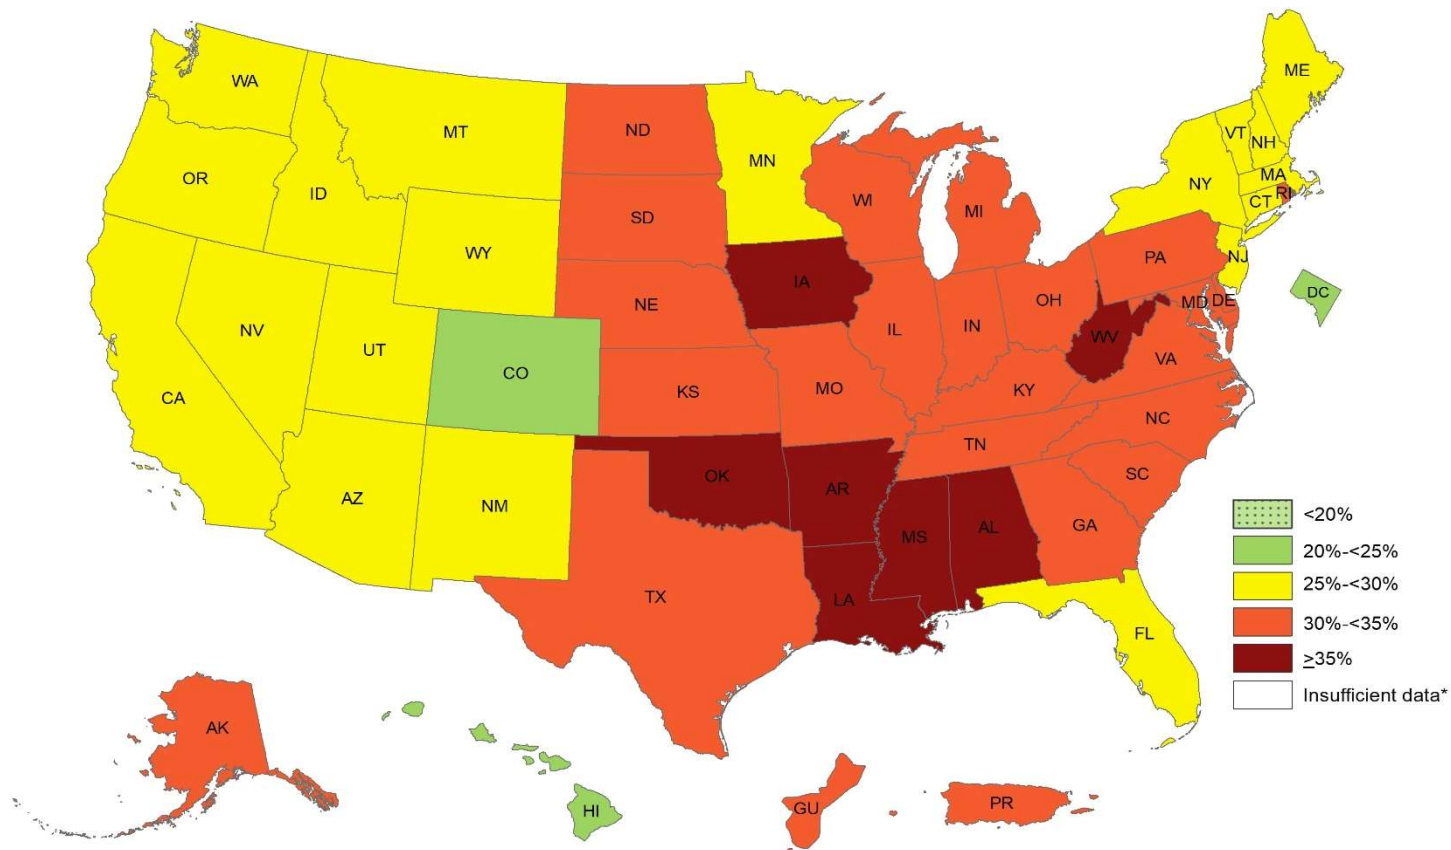 ME
WA
MT
ND
MN
VT
NH
OR
ID
SD
WI
MI
NY
MA
CT
RI
WY
PA
NJ
IA
NE
OH
MD
DE
DC
NV
UT
IL
IN
WV
VA
CA
CO
KS
MO
KY
NC
TN
SC
AZ
NM
OK
AR
MS
AL
GA
TX
LA
FL
AK
HI
GU
PR
<20%
20%-<25%
25%-<30%
30%-<35%
≥35%
Insufficient data*